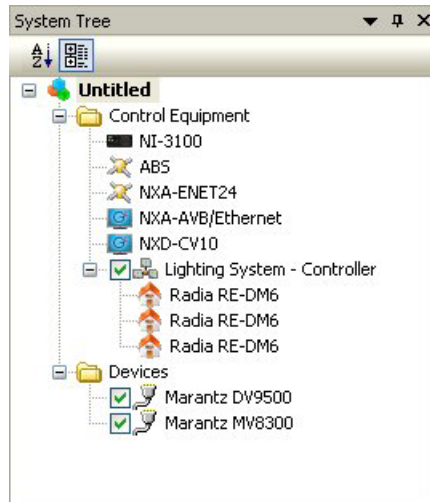 System Tree
Untitled
Control Equipment
NI-3100
ABS
NXA-ENET24
NXA-AVB/Ethernet
NXD-CV10
Lighting System - Controller
Radia RE-DM6
Radia RE-DM6
Radia RE-DM6
Devices
Marantz DV9500
Marantz MV8300